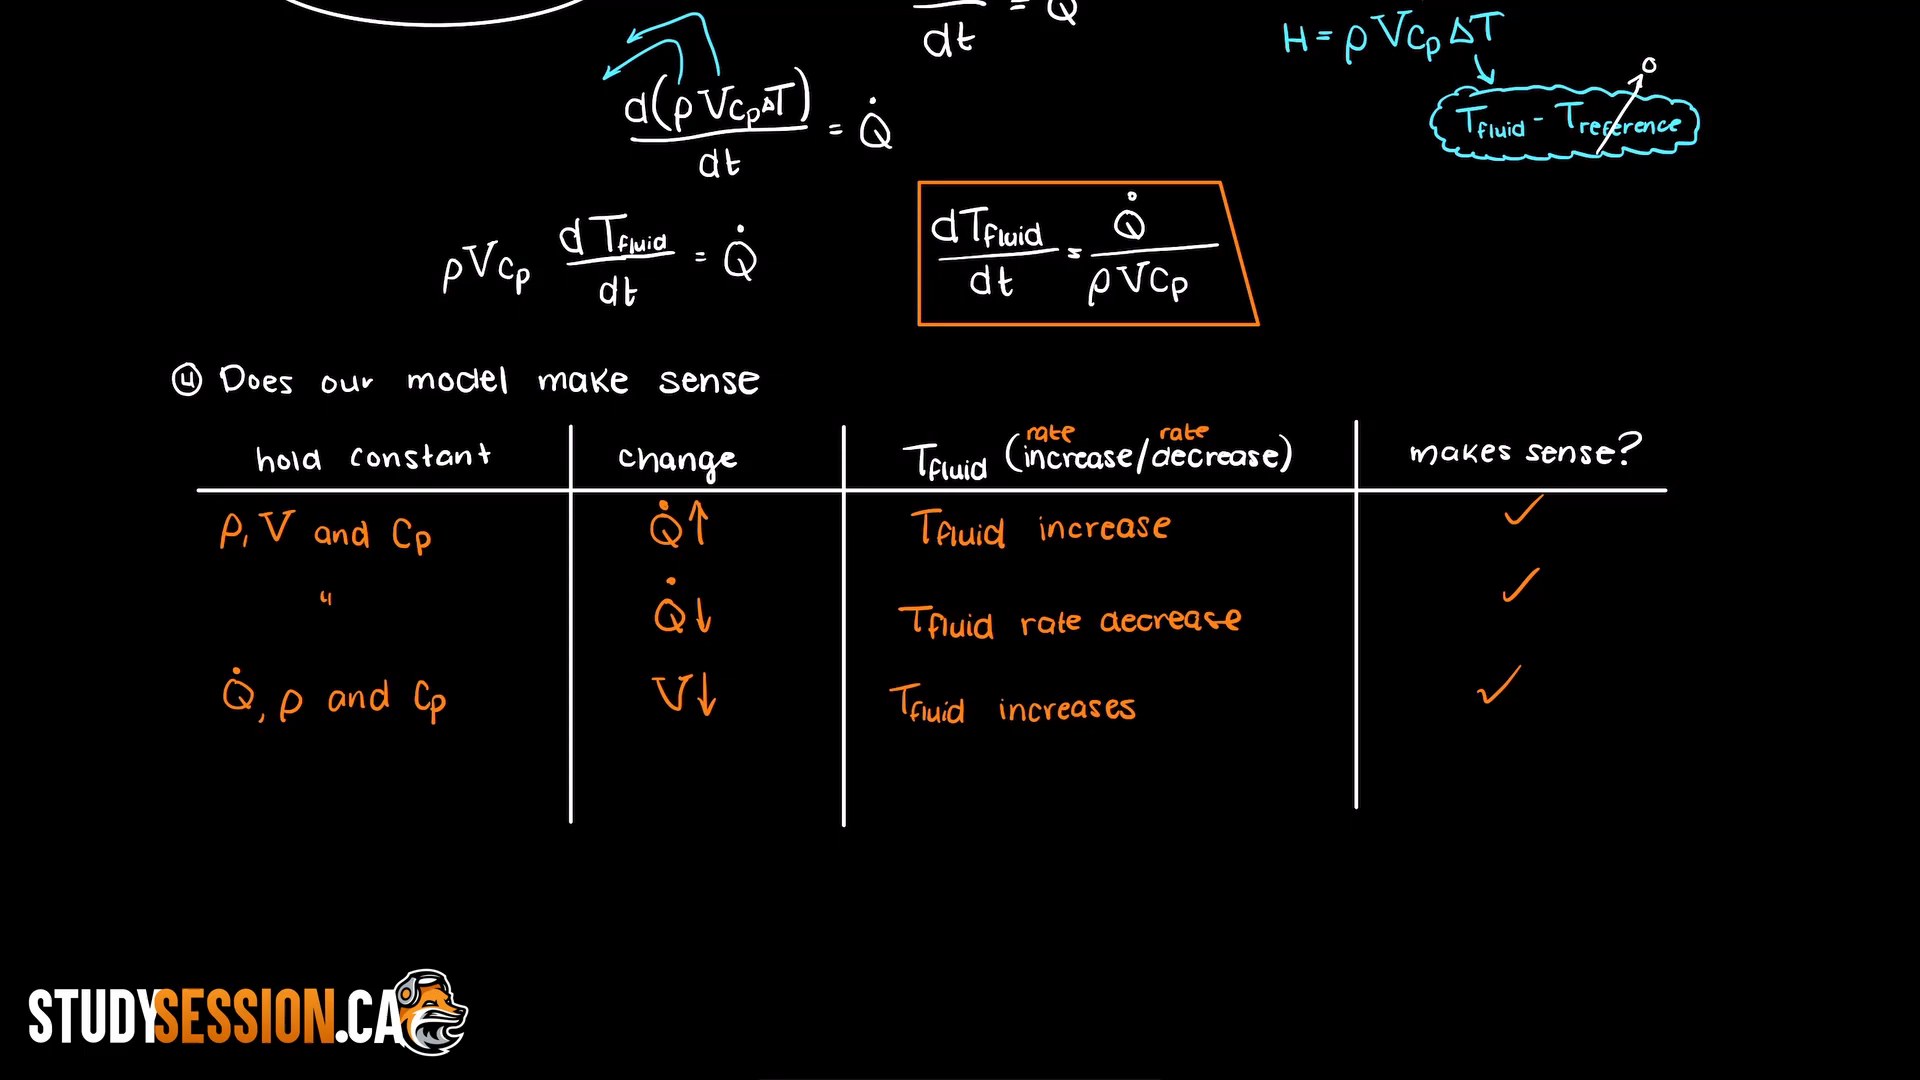 dt = Q̇
H = ρVcpΔT
d(ρVcpΔT)
dt
= Q̇
Tfluid - Treference
0
ρVcp dTfluid/dt = Q̇
dTfluid/dt = Q̇/ρVcp
④ Does our model make sense
rate rate
hold constant change Tfluid (increase/decrease) makes sense?
ρ, V and Cp Q̇↑ Tfluid increase ✓
" Q̇↓ Tfluid rate decrease ✓
Q̇, ρ and Cp V↓ Tfluid increases ✓
STUDYSESSION.CA